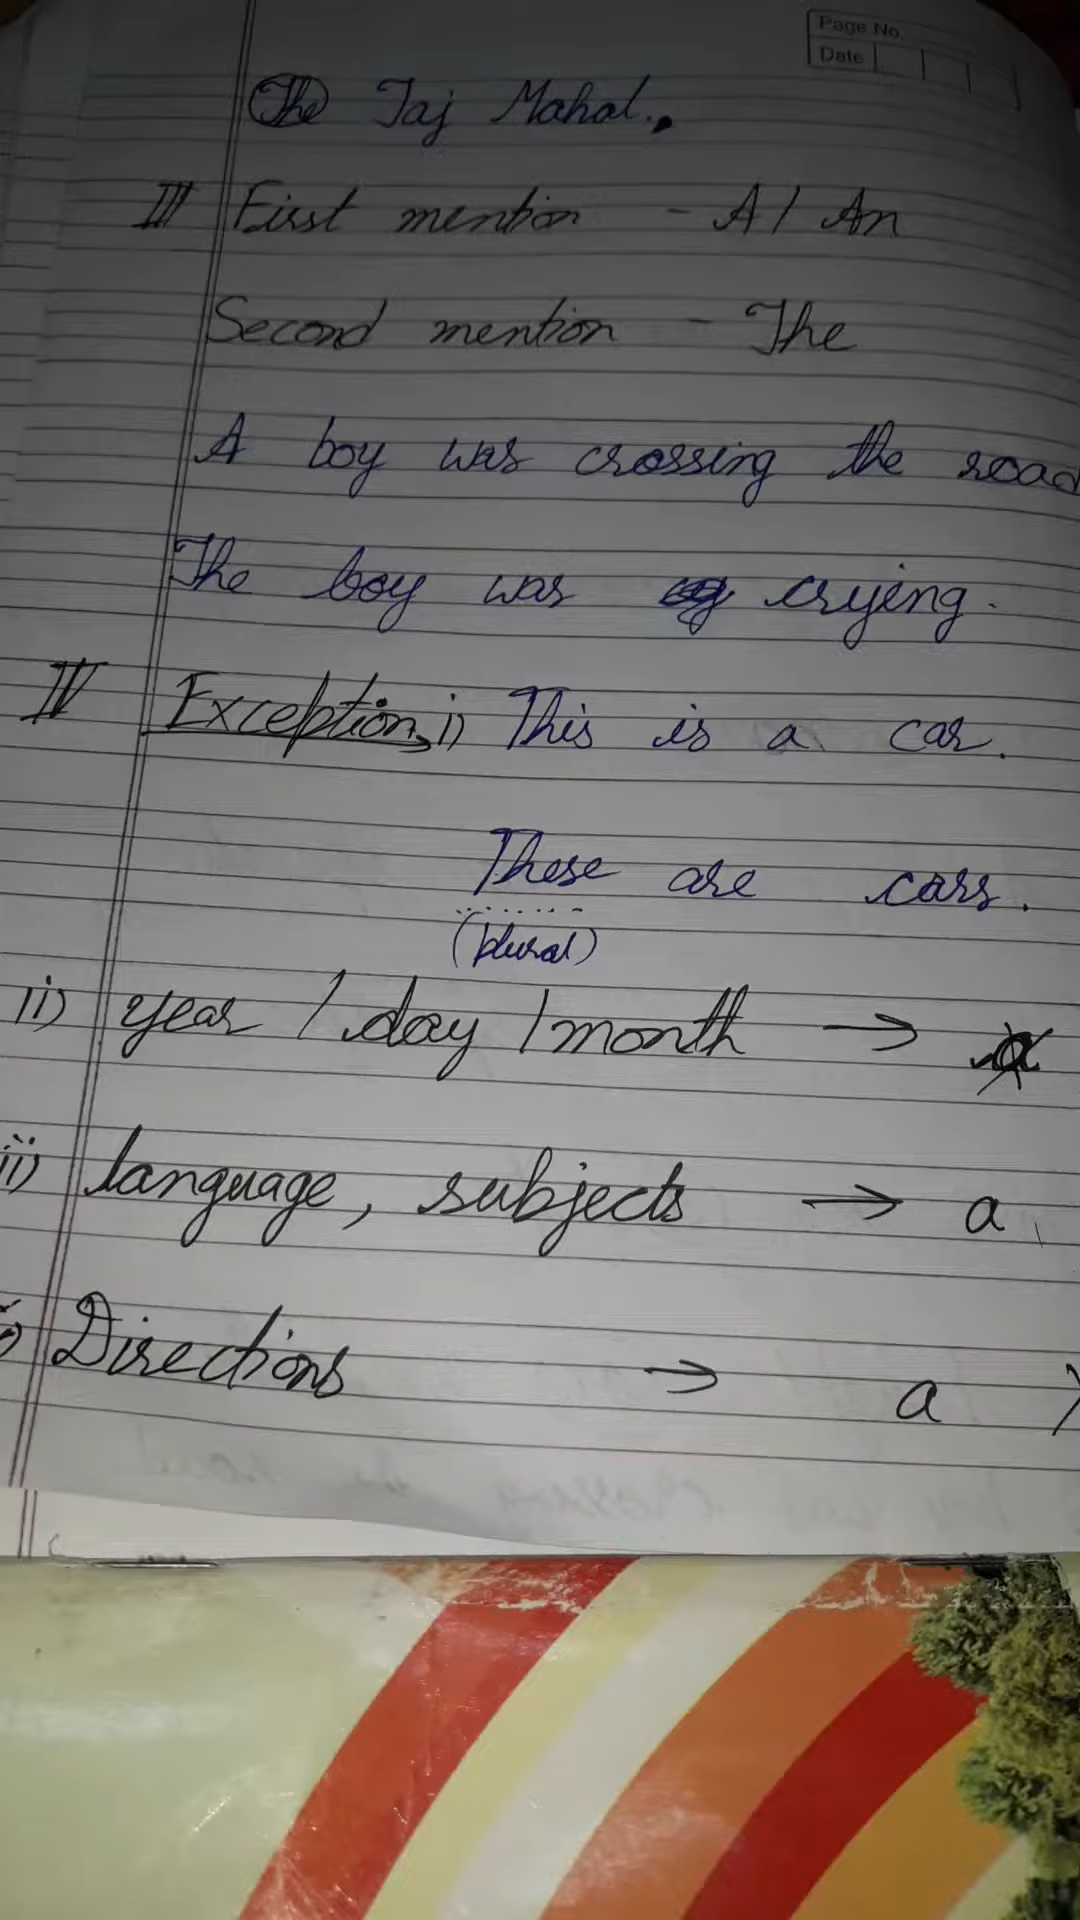 Page No.
Date
The Taj Mahal.
III First mention - A / An
Second mention - The
A boy was crossing the road
The boy was crying.
IV Exception i) This is a car.
These are cars.
(plural)
ii) year / day / month →
iii) language, subjects → a
Directions → a